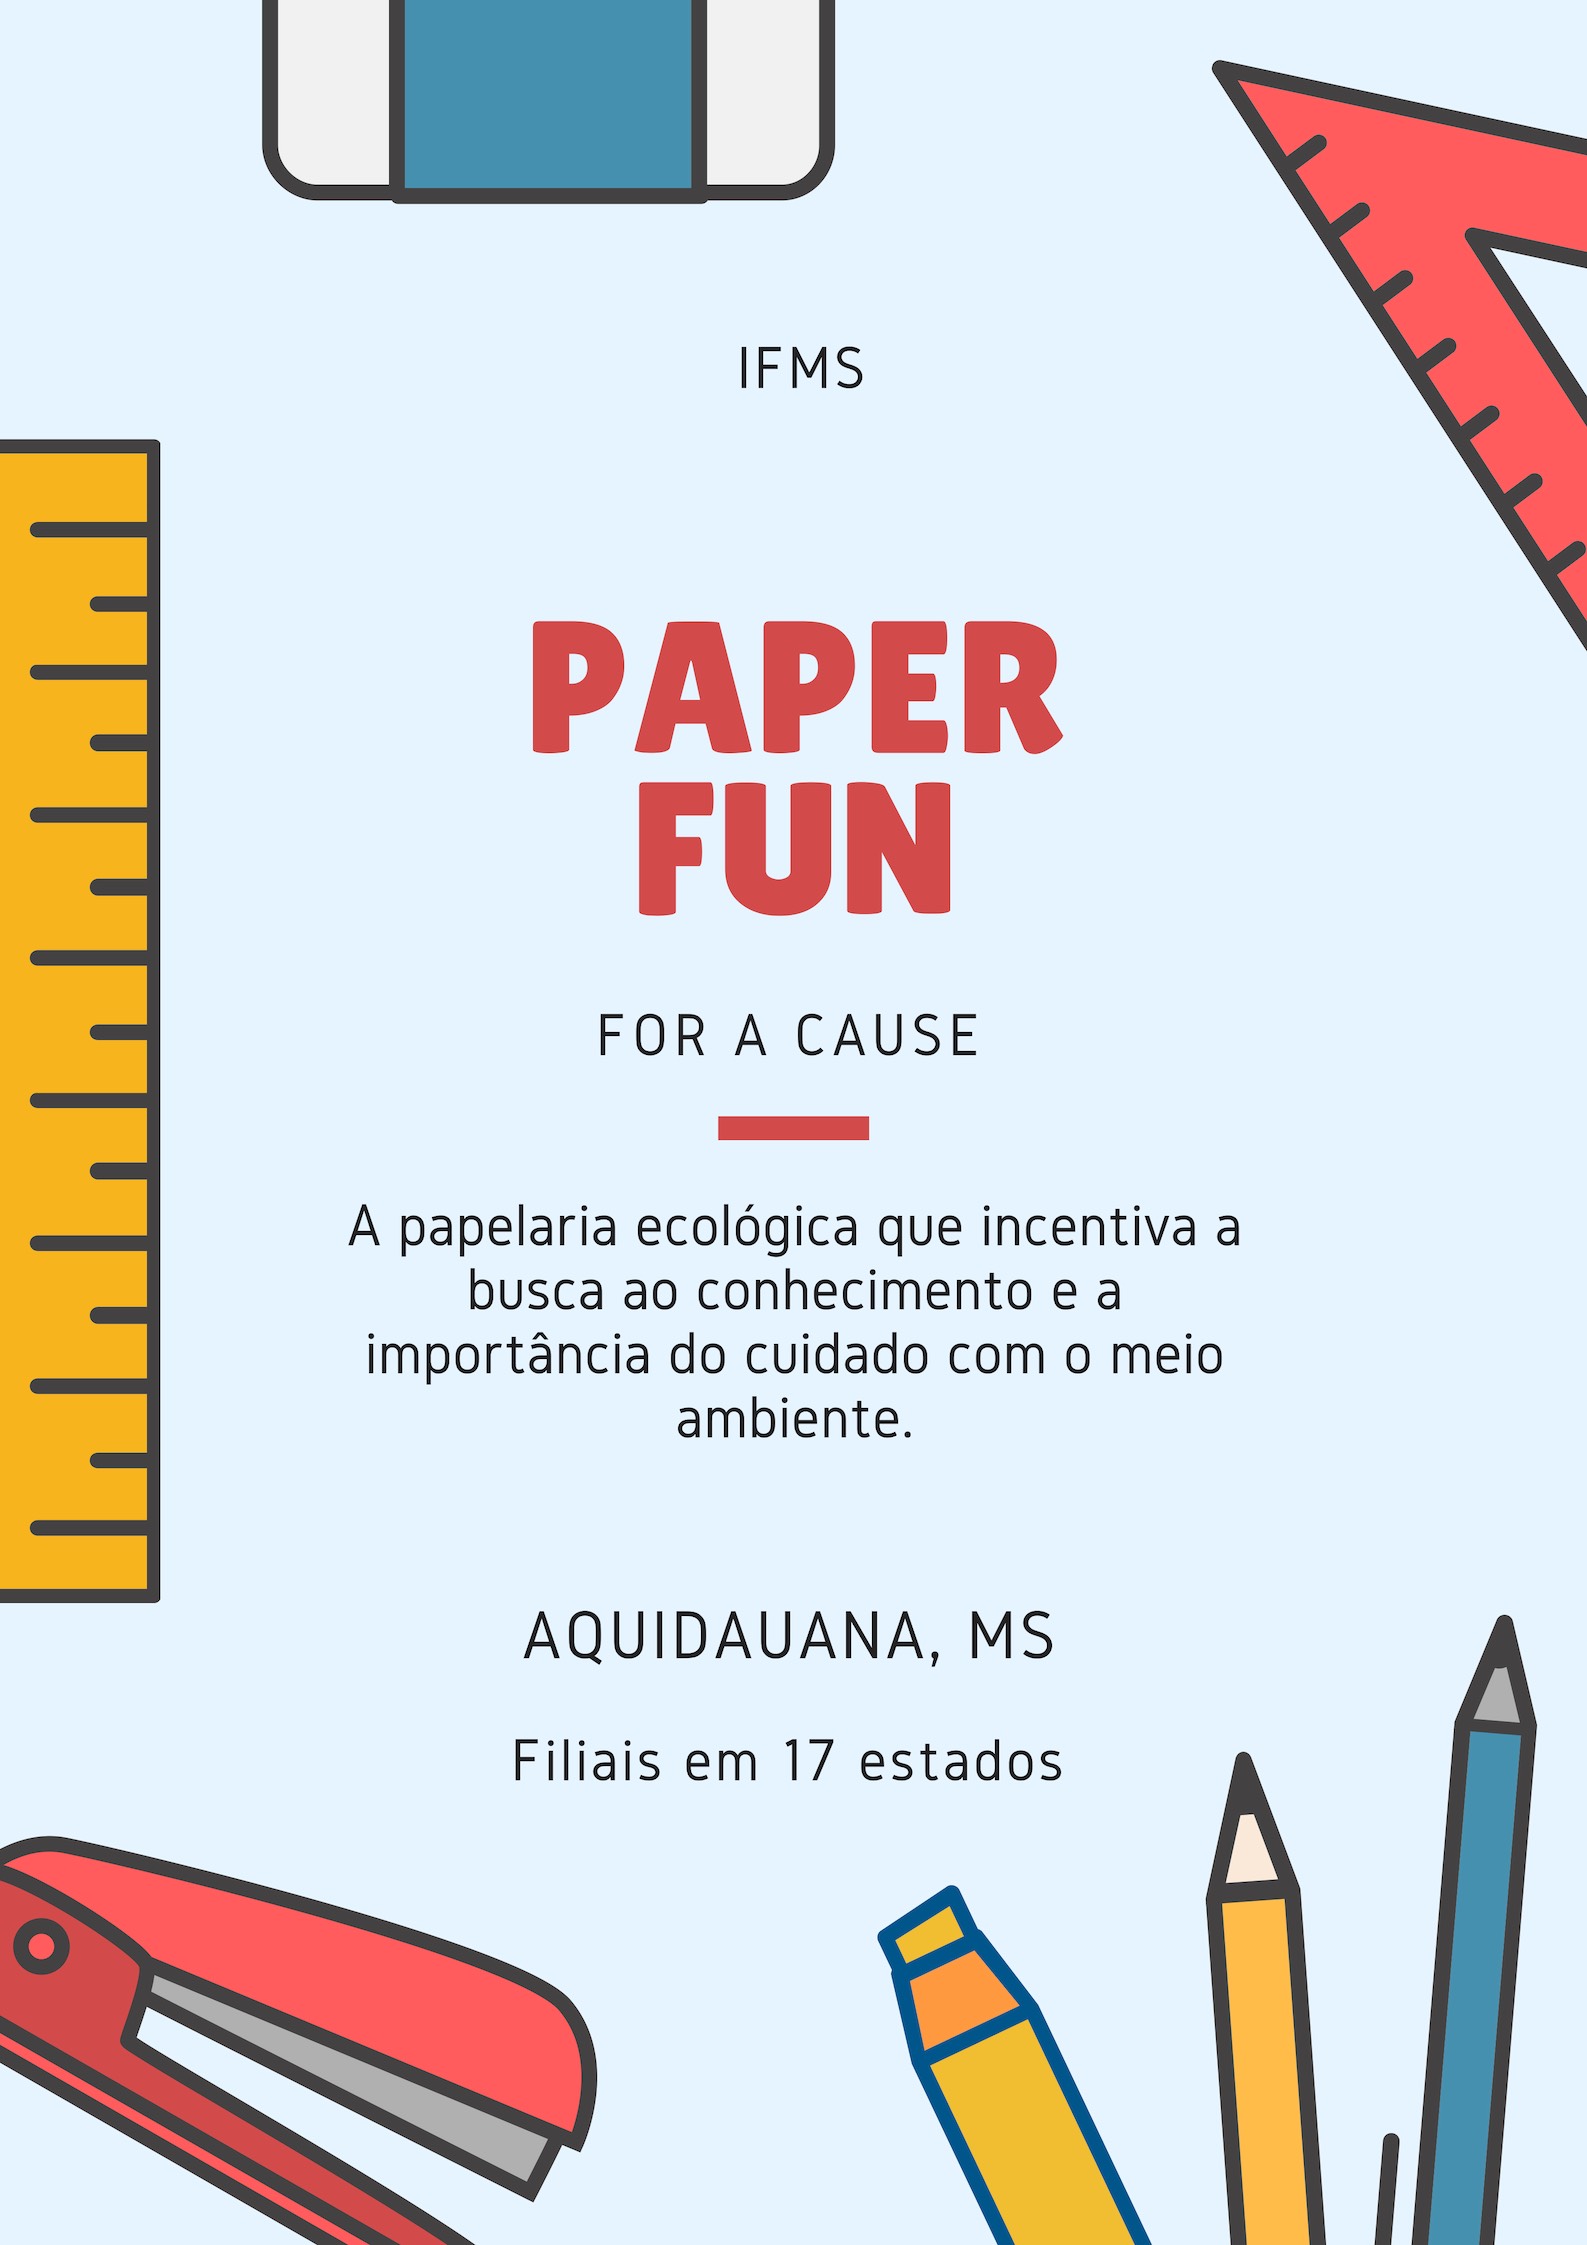 IFMS
PAPER
FUN
FOR A CAUSE
A papelaria ecológica que incentiva a
busca ao conhecimento e a
importância do cuidado com o meio
ambiente.
AQUIDAUANA, MS
Filiais em 17 estados